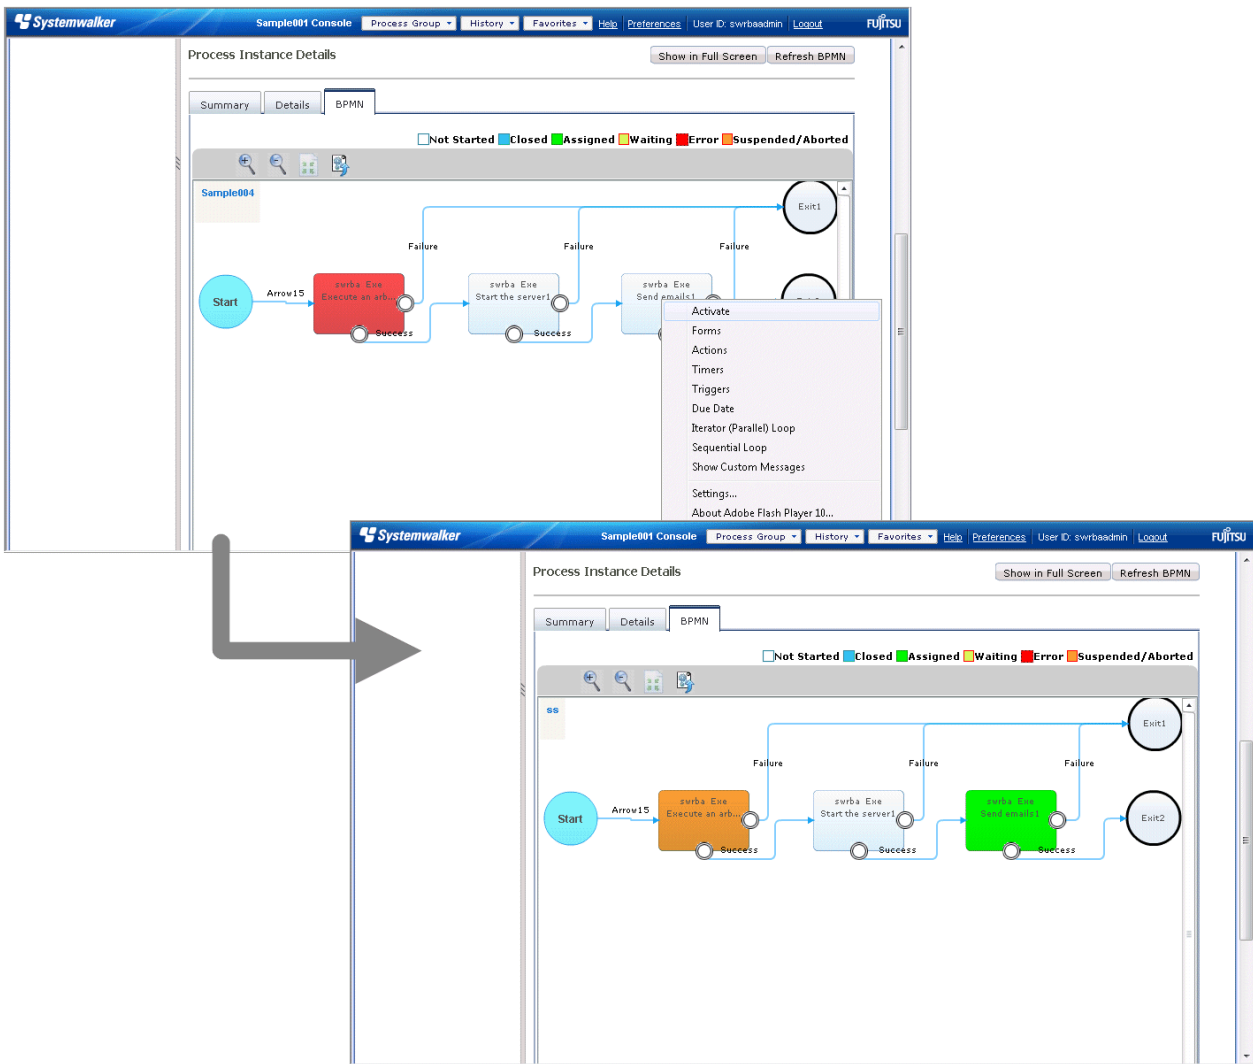 Systemwalker
Sample001 Console Process Group History Favorites Help Preferences User ID: swrbaadmin Logout FUJITSU
Process Instance Details
Show in Full Screen Refresh BPMN
Summary Details BPMN
Not Started Closed Assigned Waiting Error Suspended/Aborted
Sample004
Exit1
Failure Failure Failure
Start
Arrow15
swrba Exe
Execute an arb...
swrba Exe
Start the server1
swrba Exe
Send emails1
Success Success
Activate
Forms
Actions
Timers
Triggers
Due Date
Iterator (Parallel) Loop
Sequential Loop
Show Custom Messages
Settings...
About Adobe Flash Player 10...
Systemwalker
Sample001 Console Process Group History Favorites Help Preferences User ID: swrbaadmin Logout FUJITSU
Process Instance Details
Show in Full Screen Refresh BPMN
Summary Details BPMN
Not Started Closed Assigned Waiting Error Suspended/Aborted
ss
Exit1
Failure Failure Failure
Start
Arrow15
swrba Exe
Execute an arb...
swrba Exe
Start the server1
swrba Exe
Send emails1
Exit2
Success Success Success